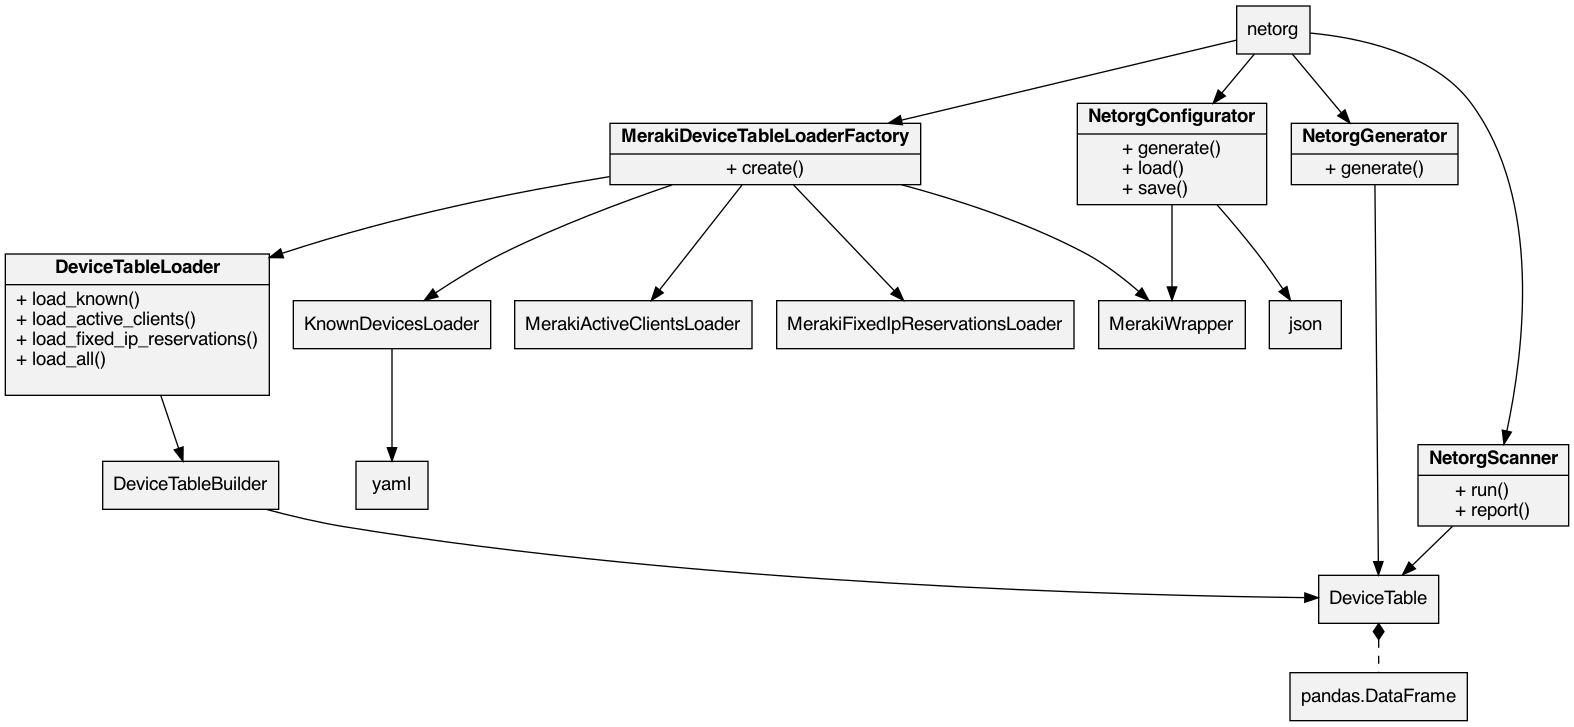 netorg
MerakiDeviceTableLoaderFactory
+ create()
NetorgConfigurator
+ generate()
+ load()
+ save()
NetorgGenerator
+ generate()
DeviceTableLoader
+ load_known()
+ load_active_clients()
+ load_fixed_ip_reservations()
+ load_all()
KnownDevicesLoader
MerakiActiveClientsLoader
MerakiFixedIpReservationsLoader
MerakiWrapper
json
DeviceTableBuilder
yaml
NetorgScanner
+ run()
+ report()
DeviceTable
pandas.DataFrame